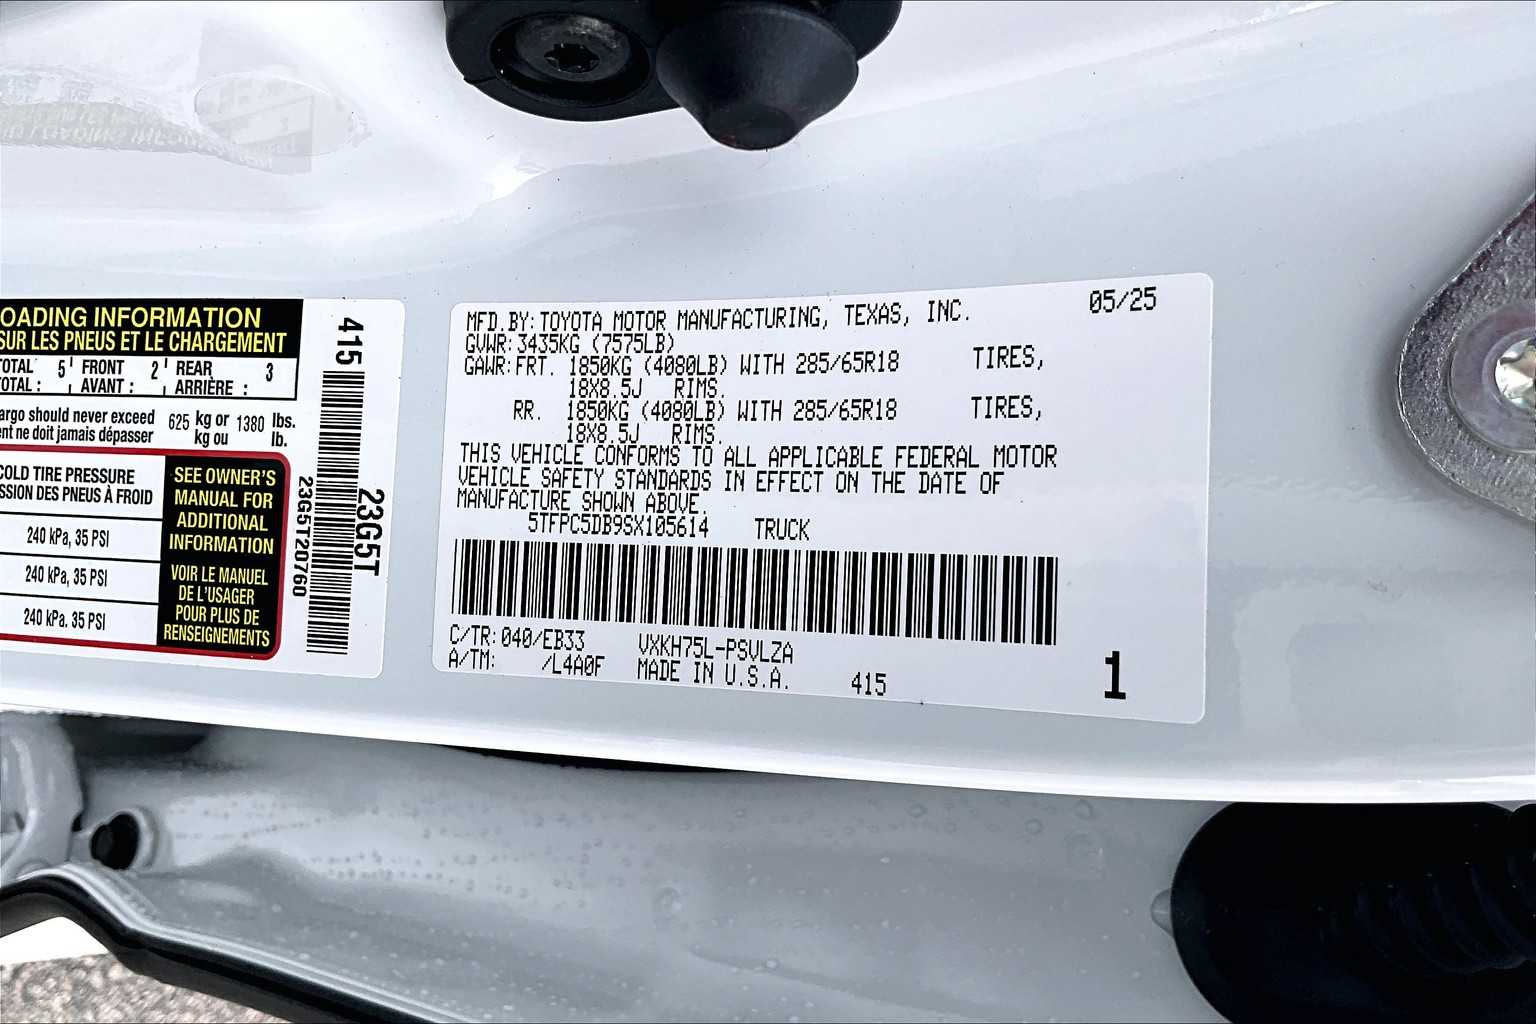 OADING INFORMATION
SUR LES PNEUS ET LE CHARGEMENT
TOTAL 5 FRONT 2 REAR 3
TOTAL : AVANT : ARRIÈRE :
argo should never exceed 625 kg or 1380 lbs.
ent ne doit jamais dépasser kg ou lb.
COLD TIRE PRESSURE
SSION DES PNEUS À FROID
240 kPa, 35 PSI
240 kPa, 35 PSI
240 kPa. 35 PSI
SEE OWNER'S
MANUAL FOR
ADDITIONAL
INFORMATION
VOIR LE MANUEL
DE L'USAGER
POUR PLUS DE
RENSEIGNEMENTS
415
23G5T20760
23G5T
MFD.BY:TOYOTA MOTOR MANUFACTURING, TEXAS, INC. 05/25
GVWR:3435KG (7575LB)
GAWR:FRT. 1850KG (4080LB) WITH 285/65R18 TIRES,
18X8.5J RIMS.
RR. 1850KG (4080LB) WITH 285/65R18 TIRES,
18X8.5J RIMS.
THIS VEHICLE CONFORMS TO ALL APPLICABLE FEDERAL MOTOR
VEHICLE SAFETY STANDARDS IN EFFECT ON THE DATE OF
MANUFACTURE SHOWN ABOVE.
5TFPC5DB9SX105614 TRUCK
C/TR:040/EB33 VXKH75L-PSVLZA
A/TM: /L4A0F MADE IN U.S.A. 415
1